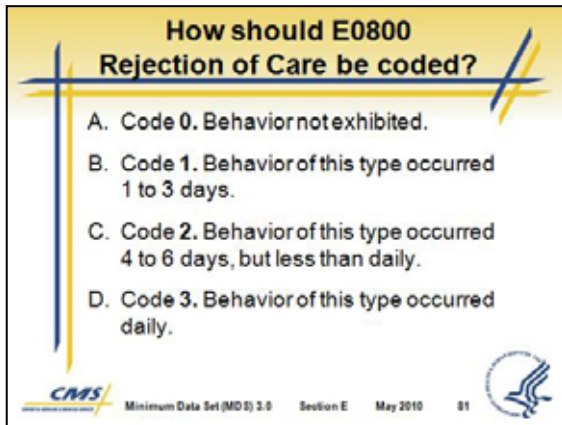 How should E0800
Rejection of Care be coded?
A. Code 0. Behavior not exhibited.
B. Code 1. Behavior of this type occurred
1 to 3 days.
C. Code 2. Behavior of this type occurred
4 to 6 days, but less than daily.
D. Code 3. Behavior of this type occurred
daily.
CMS
Minimum Data Set (MDS) 3.0 Section E May 2010 81